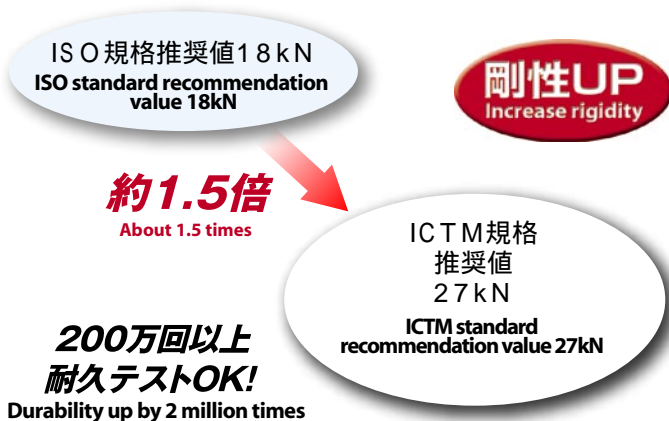 ISO規格推奨値18kN
ISO standard recommendation
value 18kN
剛性UP
Increase rigidity
約1.5倍
About 1.5 times
ICTM規格
推奨値
27kN
ICTM standard
recommendation value 27kN
200万回以上
耐久テストOK!
Durability up by 2 million times